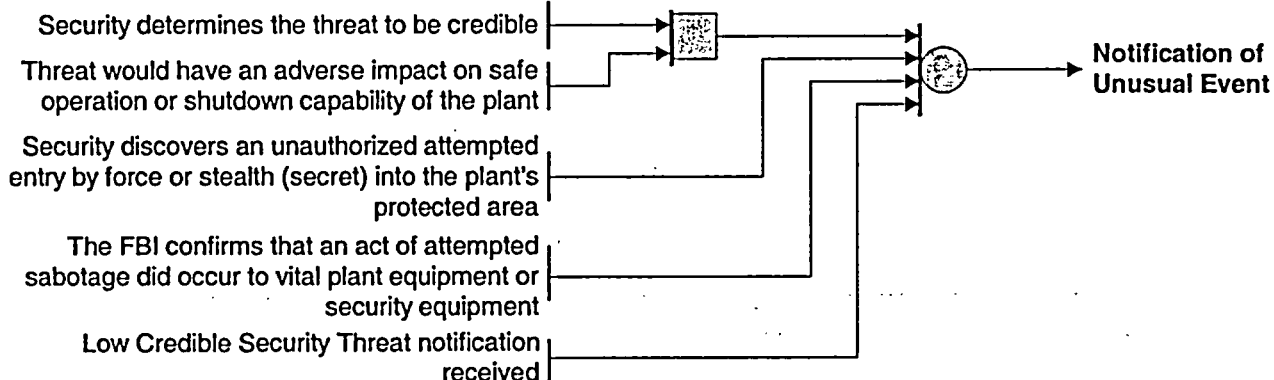 Security determines the threat to be credible
Threat would have an adverse impact on safe
operation or shutdown capability of the plant
Security discovers an unauthorized attempted
entry by force or stealth (secret) into the plant's
protected area
The FBI confirms that an act of attempted
sabotage did occur to vital plant equipment or
security equipment
Low Credible Security Threat notification
received
Notification of
Unusual Event